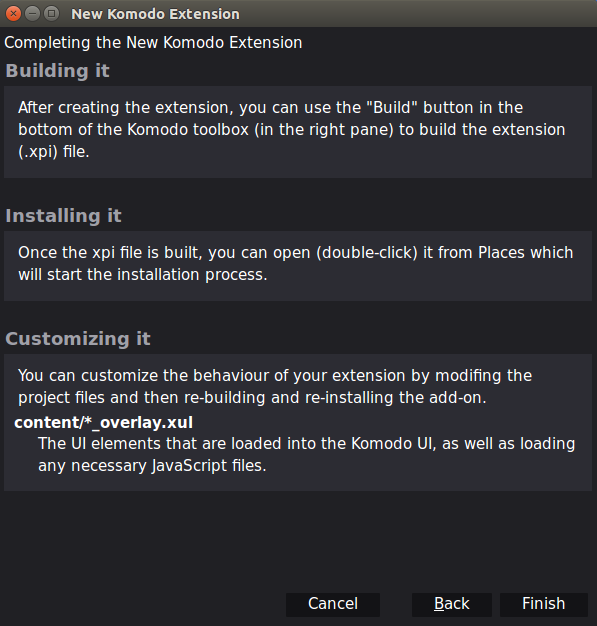 New Komodo Extension
Completing the New Komodo Extension
Building it
After creating the extension, you can use the "Build" button in the
bottom of the Komodo toolbox (in the right pane) to build the extension
(.xpi) file.
Installing it
Once the xpi file is built, you can open (double-click) it from Places which
will start the installation process.
Customizing it
You can customize the behaviour of your extension by modifing the
project files and then re-building and re-installing the add-on.
content/*_overlay.xul
The UI elements that are loaded into the Komodo UI, as well as loading
any necessary JavaScript files.
Cancel Back Finish